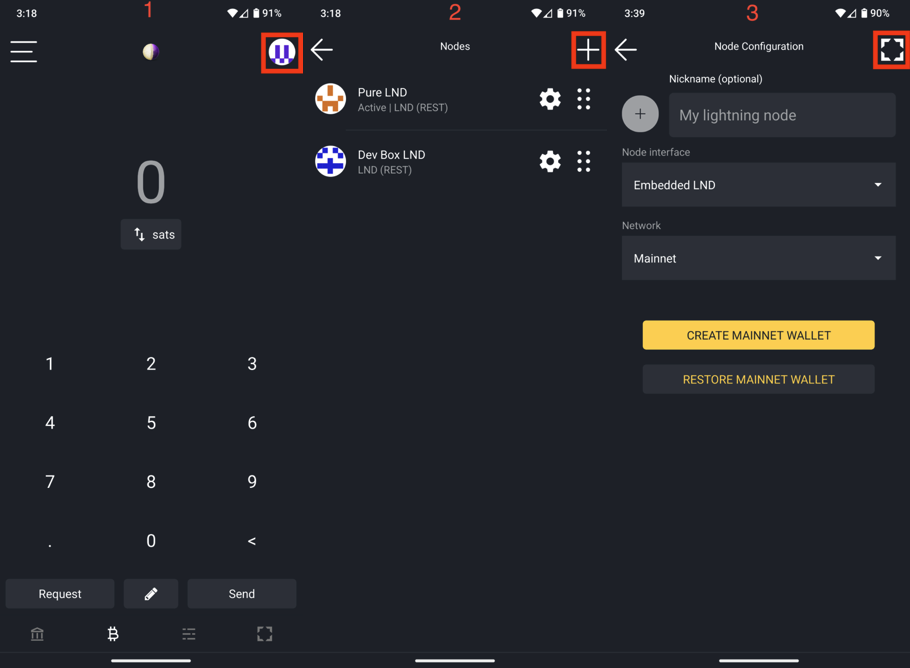 1
3:18
91%
0
sats
1
2
3
4
5
6
7
8
9
.
0
<
Request
Send
2
3:18
91%
Nodes
Pure LND
Active | LND (REST)
Dev Box LND
LND (REST)
3
3:39
90%
Node Configuration
Nickname (optional)
My lightning node
Node interface
Embedded LND
Network
Mainnet
CREATE MAINNET WALLET
RESTORE MAINNET WALLET